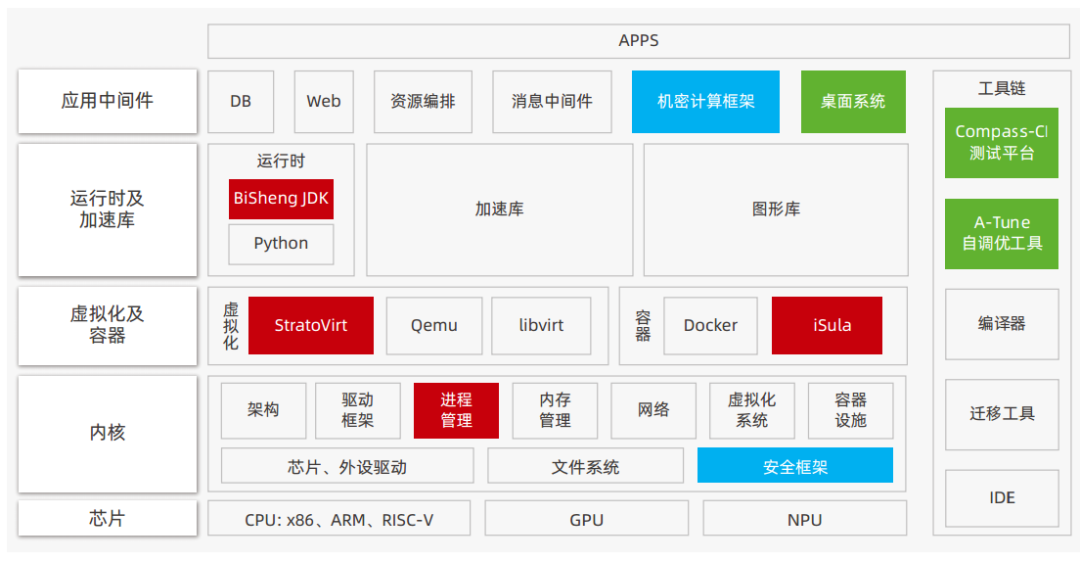 APPS
应用中间件
DB
Web
资源编排
消息中间件
机密计算框架
桌面系统
工具链
Compass-CI
测试平台
A-Tune
自调优工具
编译器
迁移工具
IDE
运行时及
加速库
运行时
BiSheng JDK
Python
加速库
图形库
虚拟化及
容器
虚拟化
StratoVirt
Qemu
libvirt
容器
Docker
iSula
内核
架构
驱动
框架
进程
管理
内存
管理
网络
虚拟化
系统
容器
设施
芯片、外设驱动
文件系统
安全框架
芯片
CPU: x86、ARM、RISC-V
GPU
NPU